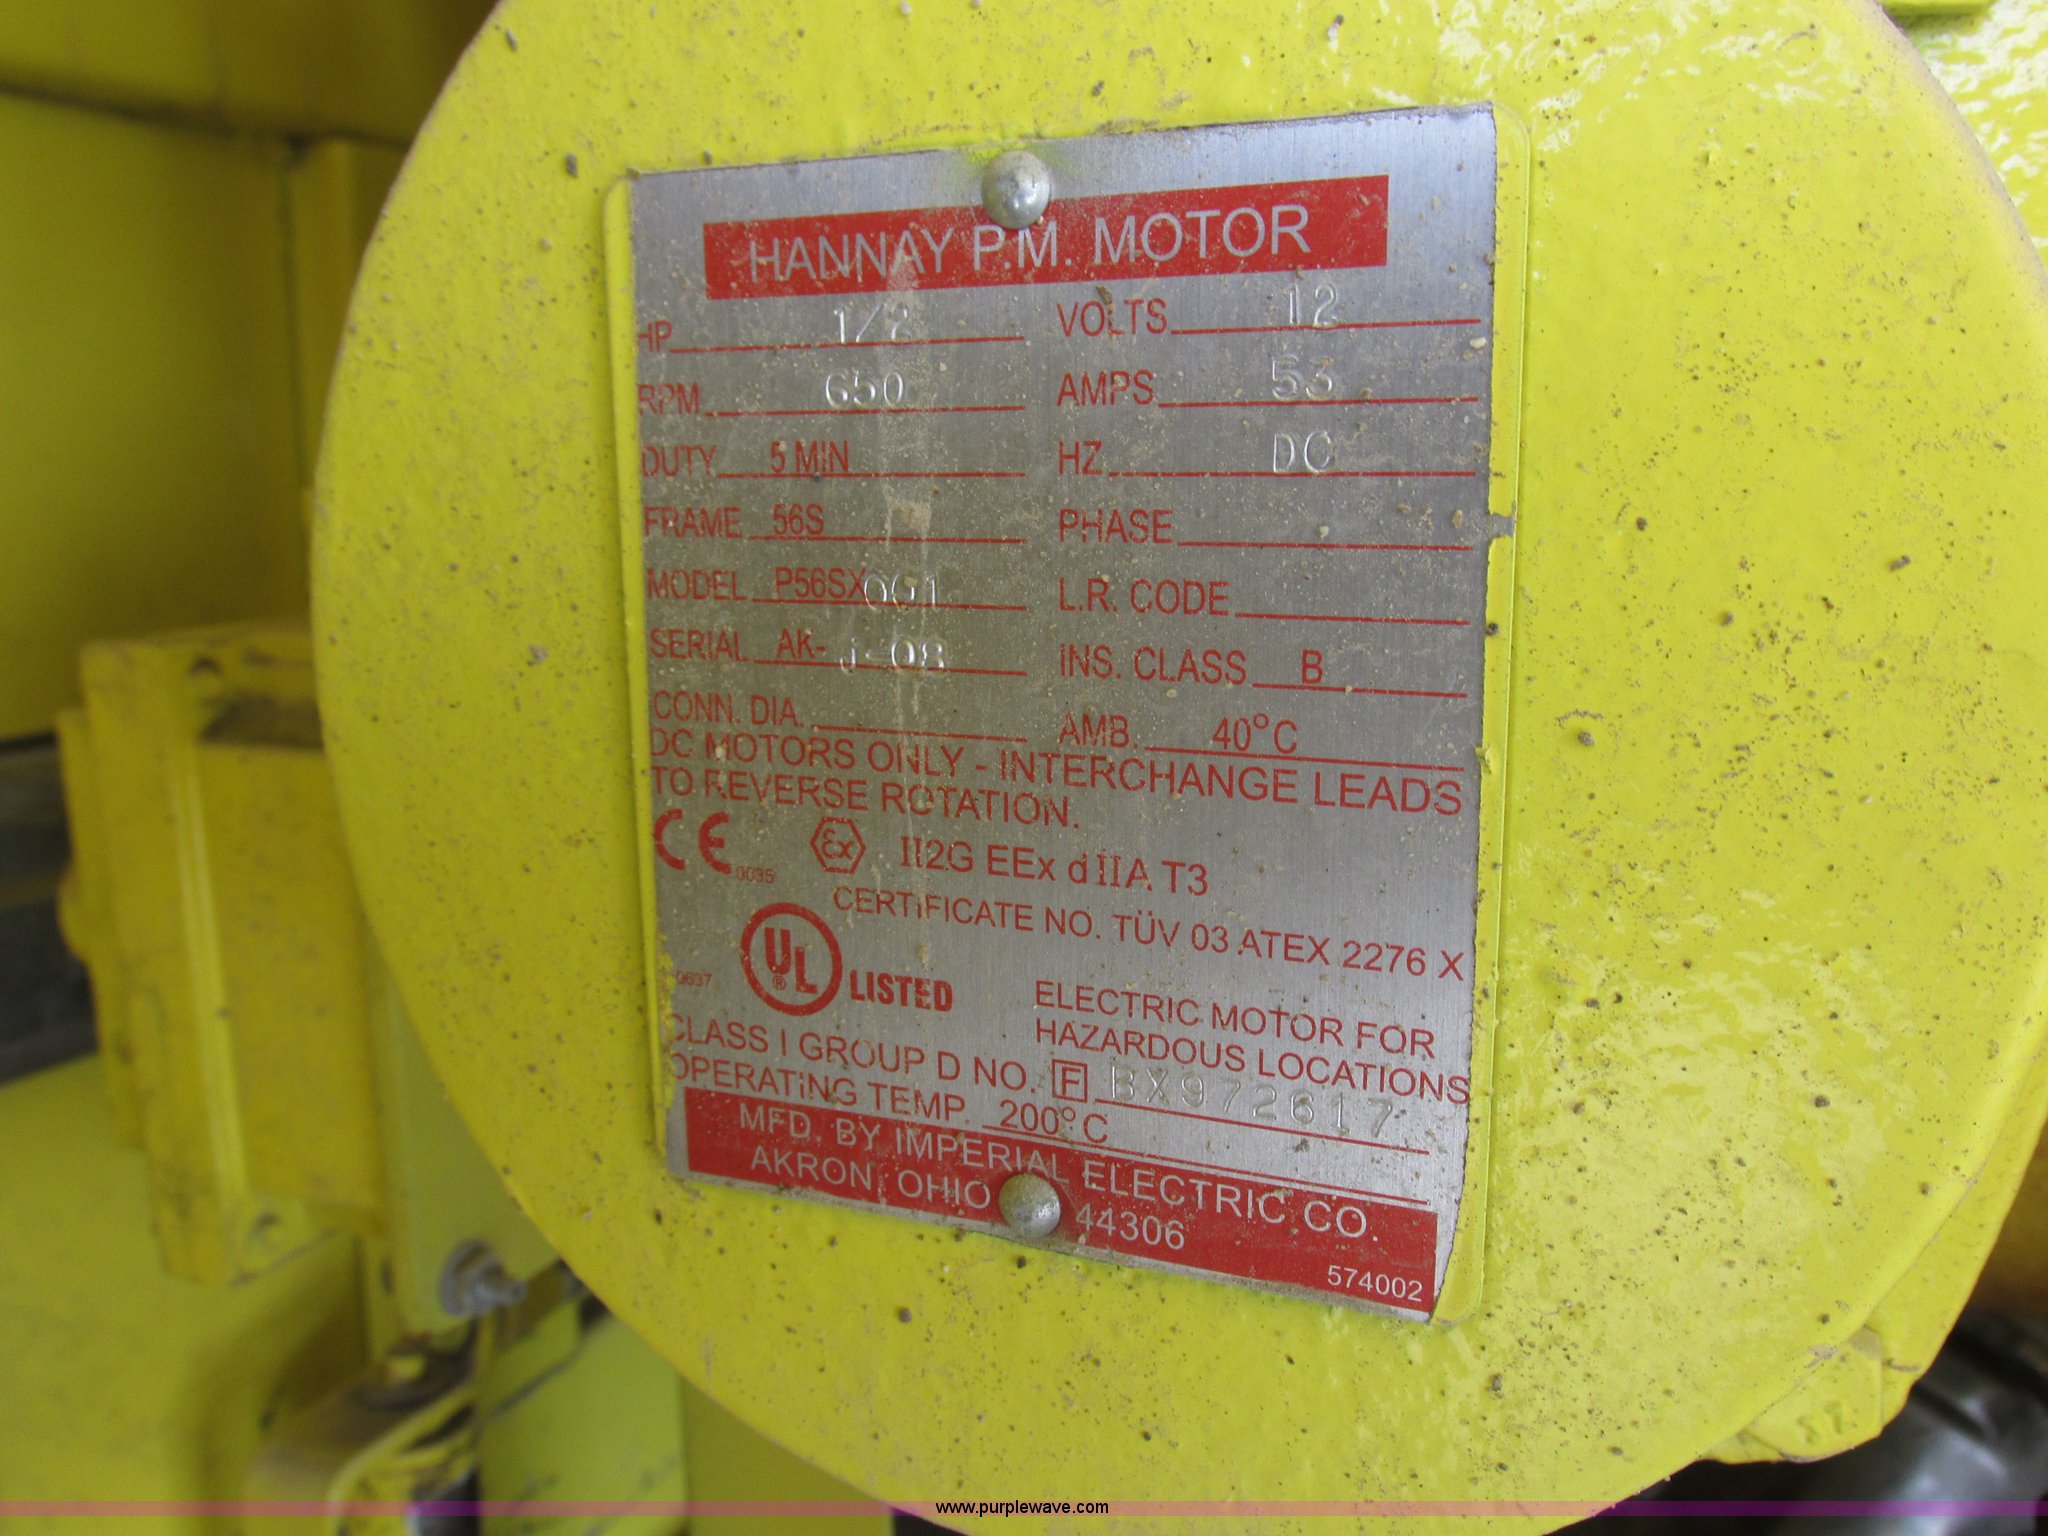 HANNAY P.M. MOTOR
HP 1/2 VOLTS 12
RPM 650 AMPS 53
DUTY 5 MIN HZ DC
FRAME 56S PHASE
MODEL P56SX0G1 L.R. CODE
SERIAL AK-J-08 INS. CLASS B
CONN. DIA. AMB. 40°C
DC MOTORS ONLY - INTERCHANGE LEADS
TO REVERSE ROTATION.
CE 0035 Ex II2G EEx d IIA T3
CERTIFICATE NO. TÜV 03 ATEX 2276 X
UL ® LISTED
ELECTRIC MOTOR FOR
HAZARDOUS LOCATIONS
CLASS I GROUP D NO. F BX972617
OPERATING TEMP. 200°C
MFD. BY IMPERIAL ELECTRIC CO.
AKRON, OHIO 44306
574002
www.purplewave.com